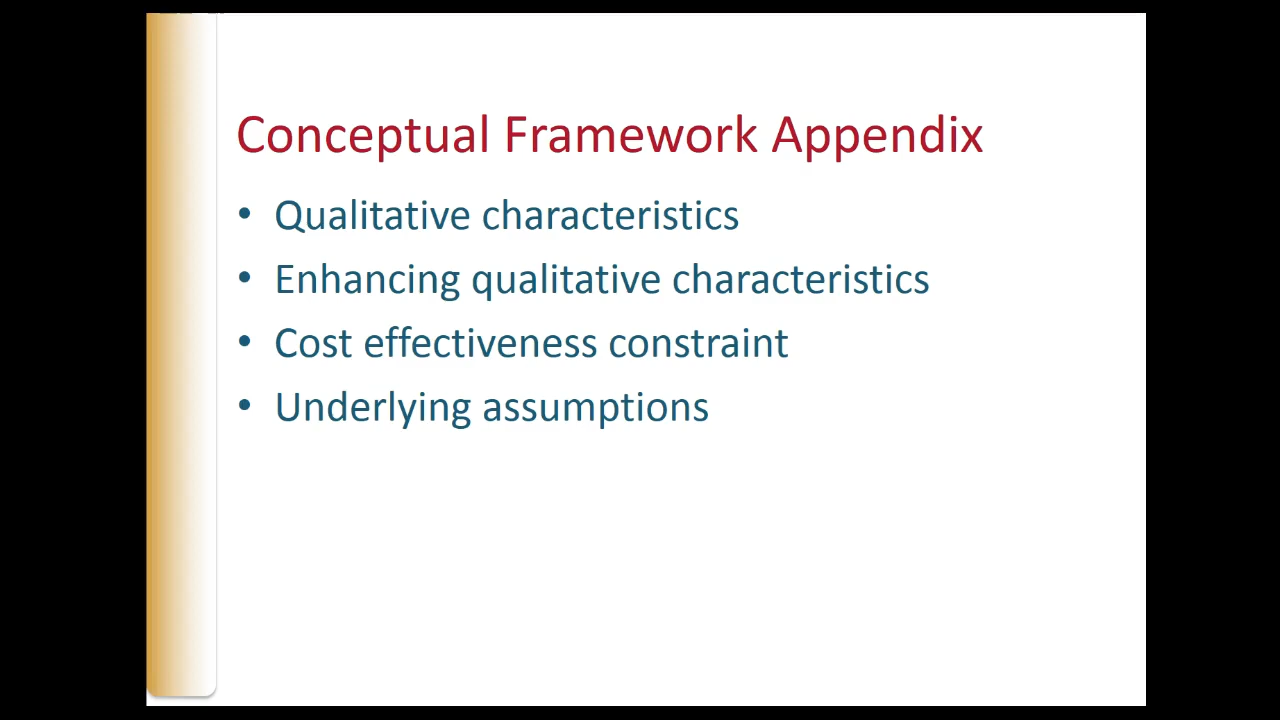 Conceptual Framework Appendix
• Qualitative characteristics
• Enhancing qualitative characteristics
• Cost effectiveness constraint
• Underlying assumptions